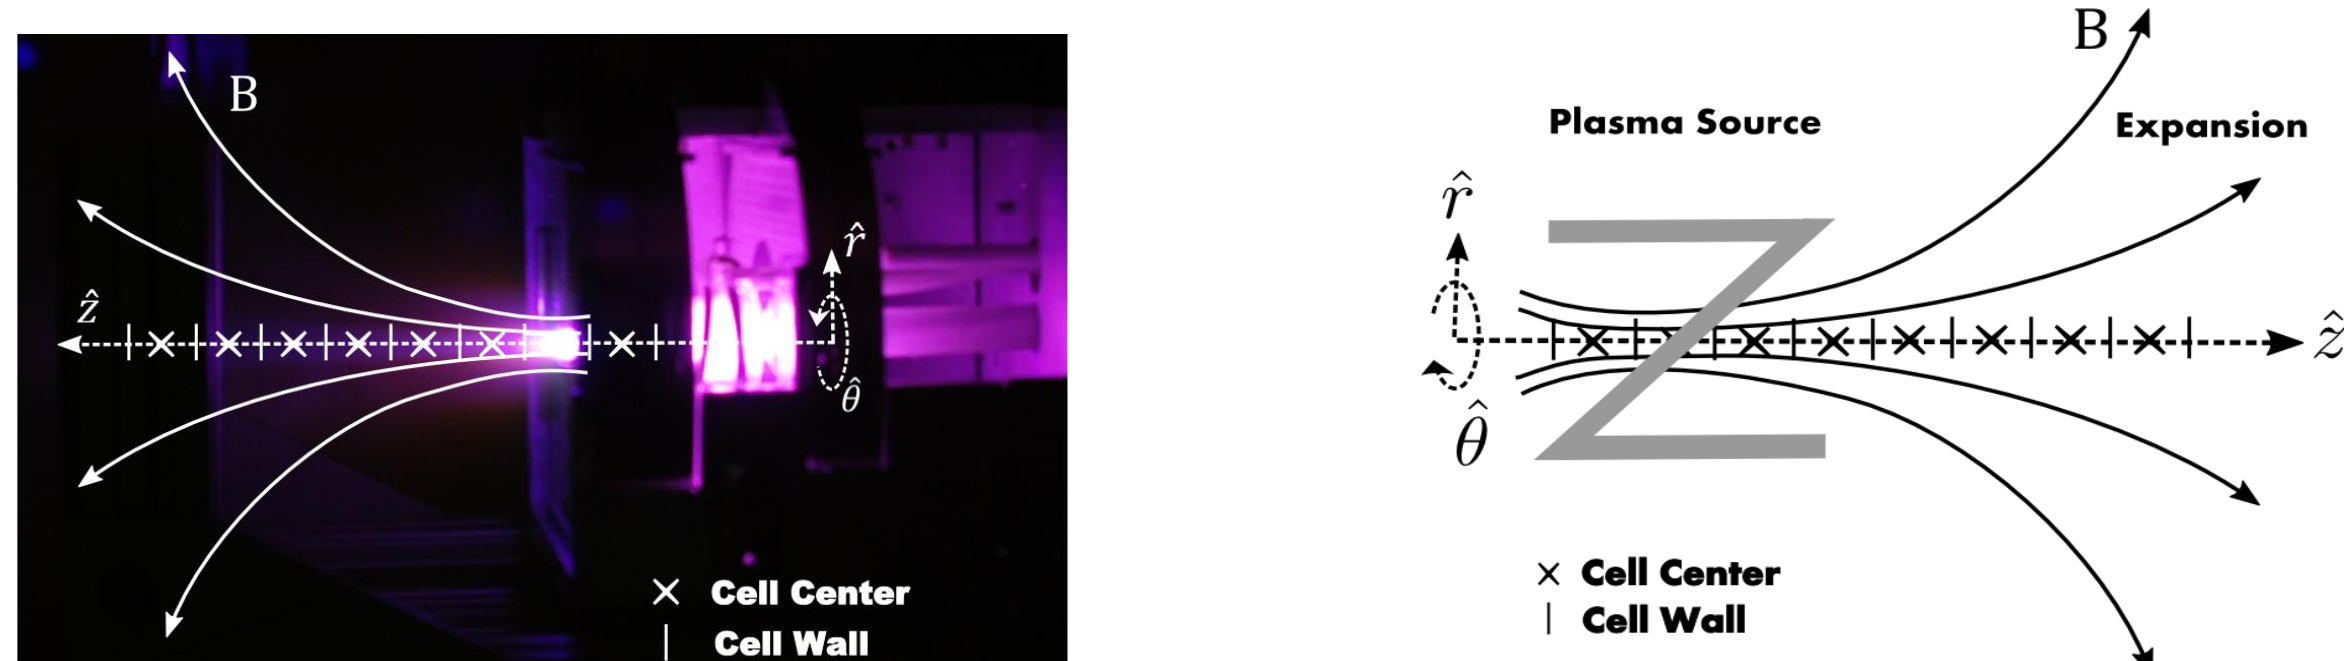 B
ẑ
r̂
θ̂
× Cell Center
| Cell Wall
B
Plasma Source
Expansion
r̂
ẑ
θ̂
× Cell Center
| Cell Wall